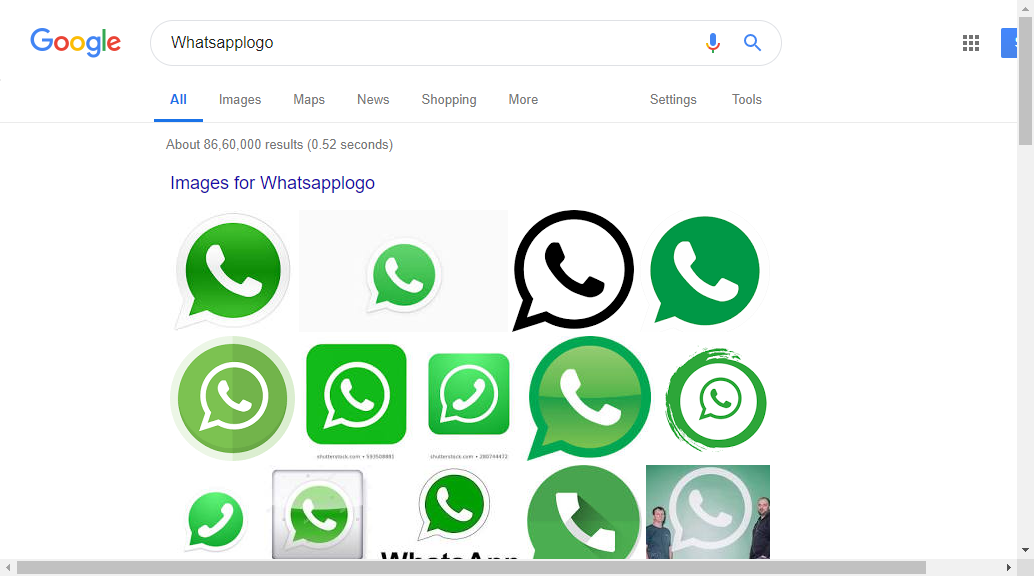 Google
Whatsapplogo
All Images Maps News Shopping More Settings Tools
About 86,60,000 results (0.52 seconds)
Images for Whatsapplogo
shutterstock.com • 593508881
shutterstock.com • 280744472
WhatsApp